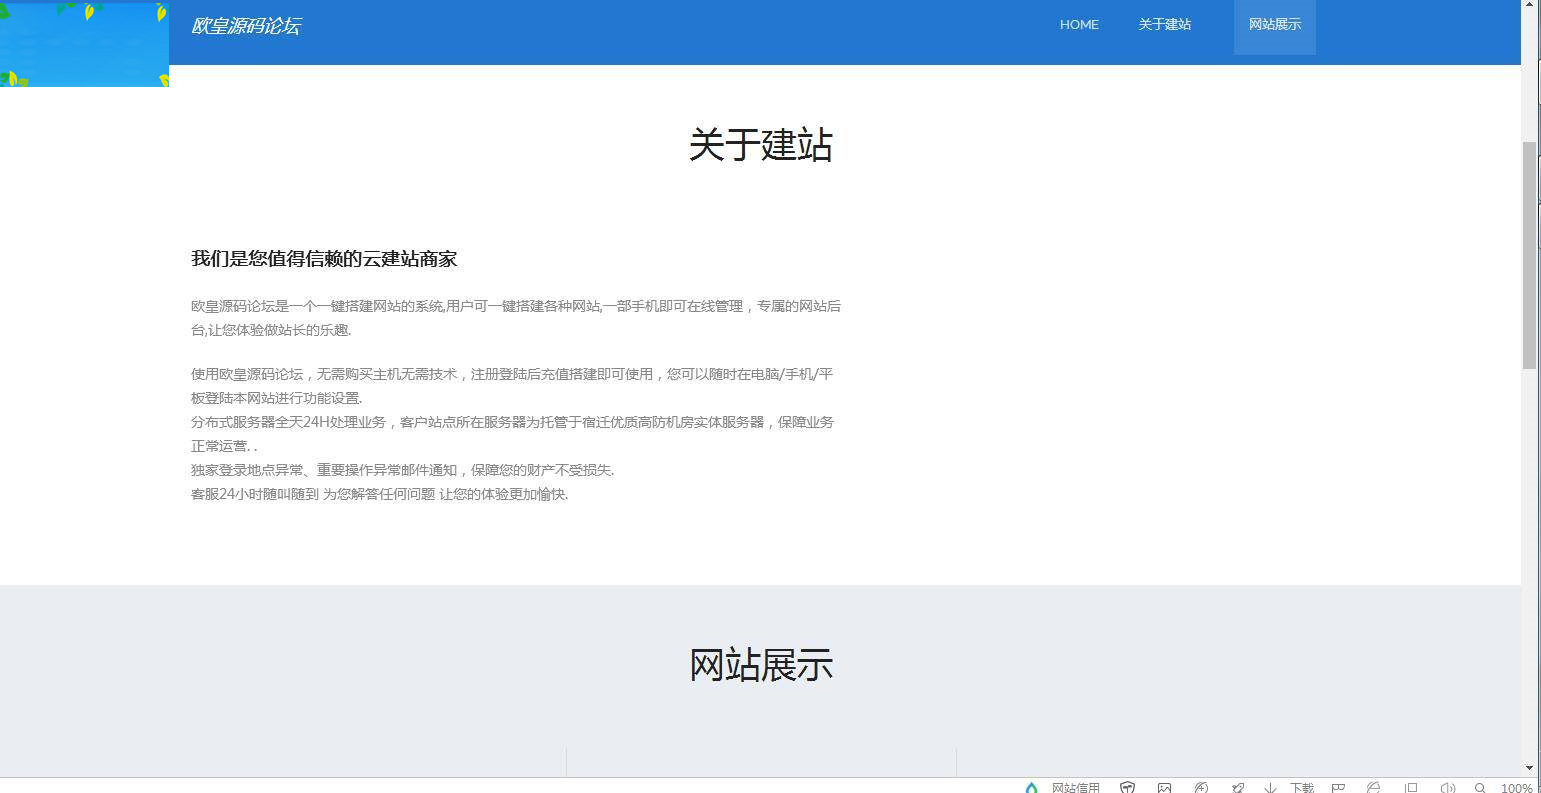 欧皇源码论坛
HOME
关于建站
网站展示
关于建站
我们是您值得信赖的云建站商家
欧皇源码论坛是一个一键搭建网站的系统,用户可一键搭建各种网站,一部手机即可在线管理，专属的网站后
台,让您体验做站长的乐趣.
使用欧皇源码论坛，无需购买主机无需技术，注册登陆后充值搭建即可使用，您可以随时在电脑/手机/平
板登陆本网站进行功能设置.
分布式服务器全天24H处理业务，客户站点所在服务器为托管于宿迁优质高防机房实体服务器，保障业务
正常运营. .
独家登录地点异常、重要操作异常邮件通知，保障您的财产不受损失.
客服24小时随叫随到 为您解答任何问题 让您的体验更加愉快.
网站展示
网站信用
下载
100%